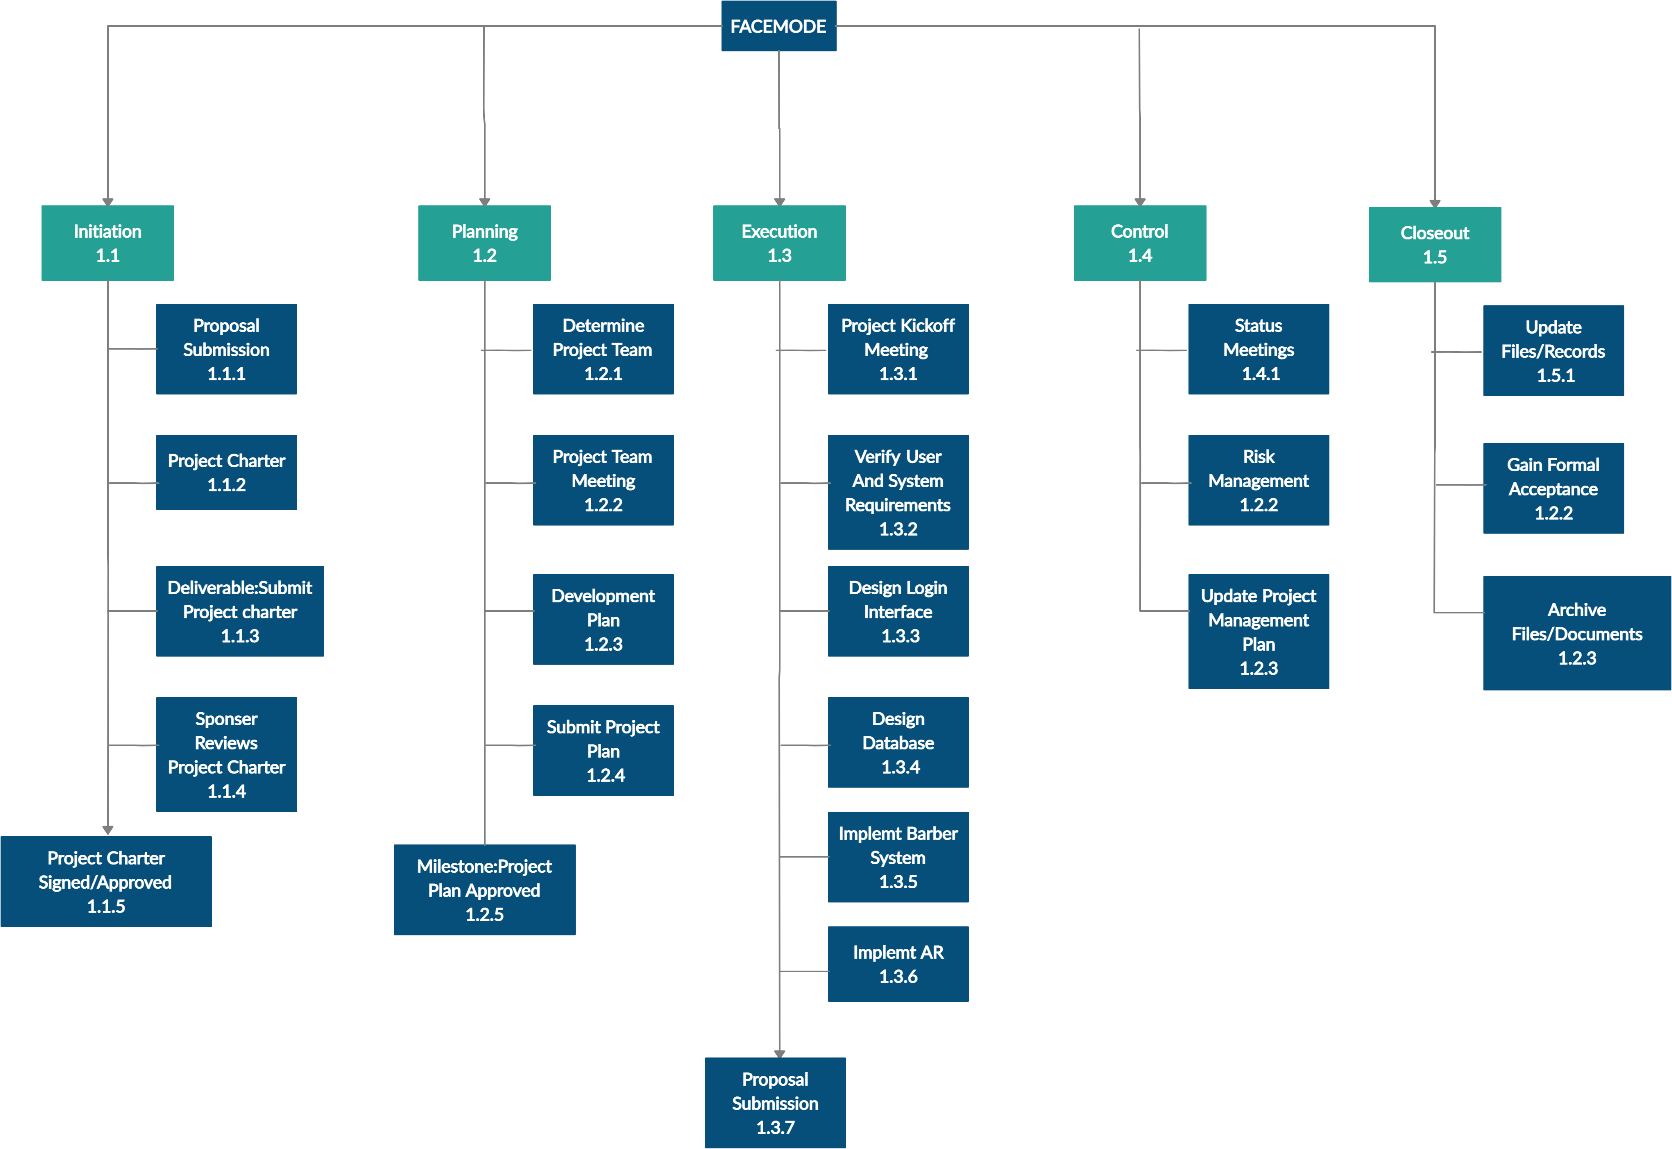 FACEMODE
Initiation
1.1
Proposal
Submission
1.1.1
Project Charter
1.1.2
Deliverable:Submit
Project charter
1.1.3
Sponser
Reviews
Project Charter
1.1.4
Project Charter
Signed/Approved
1.1.5
Planning
1.2
Determine
Project Team
1.2.1
Project Team
Meeting
1.2.2
Development
Plan
1.2.3
Submit Project
Plan
1.2.4
Milestone:Project
Plan Approved
1.2.5
Execution
1.3
Project Kickoff
Meeting
1.3.1
Verify User
And System
Requirements
1.3.2
Design Login
Interface
1.3.3
Design
Database
1.3.4
Implemt Barber
System
1.3.5
Implemt AR
1.3.6
Proposal
Submission
1.3.7
Control
1.4
Status
Meetings
1.4.1
Risk
Management
1.2.2
Update Project
Management
Plan
1.2.3
Closeout
1.5
Update
Files/Records
1.5.1
Gain Formal
Acceptance
1.2.2
Archive
Files/Documents
1.2.3